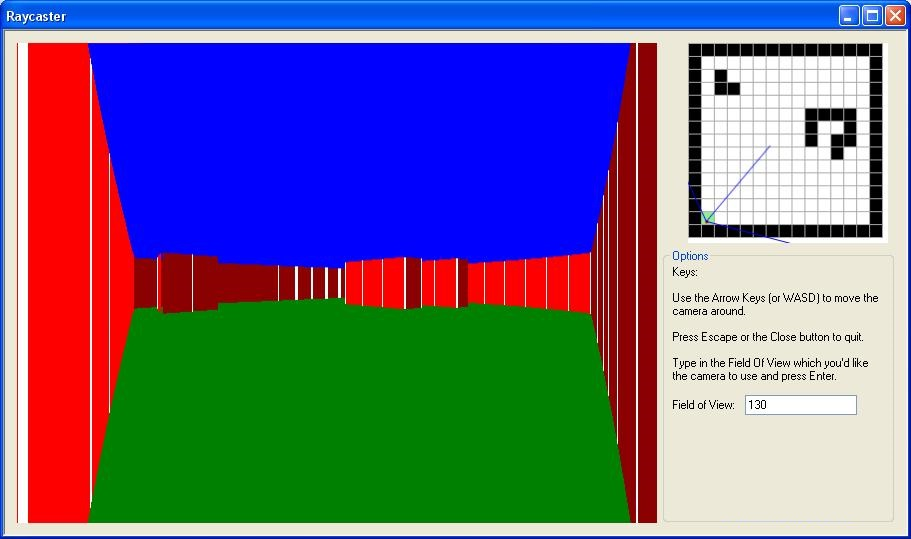 Raycaster
Options
Keys:
Use the Arrow Keys (or WASD) to move the
camera around.
Press Escape or the Close button to quit.
Type in the Field Of View which you'd like
the camera to use and press Enter.
Field of View: 130